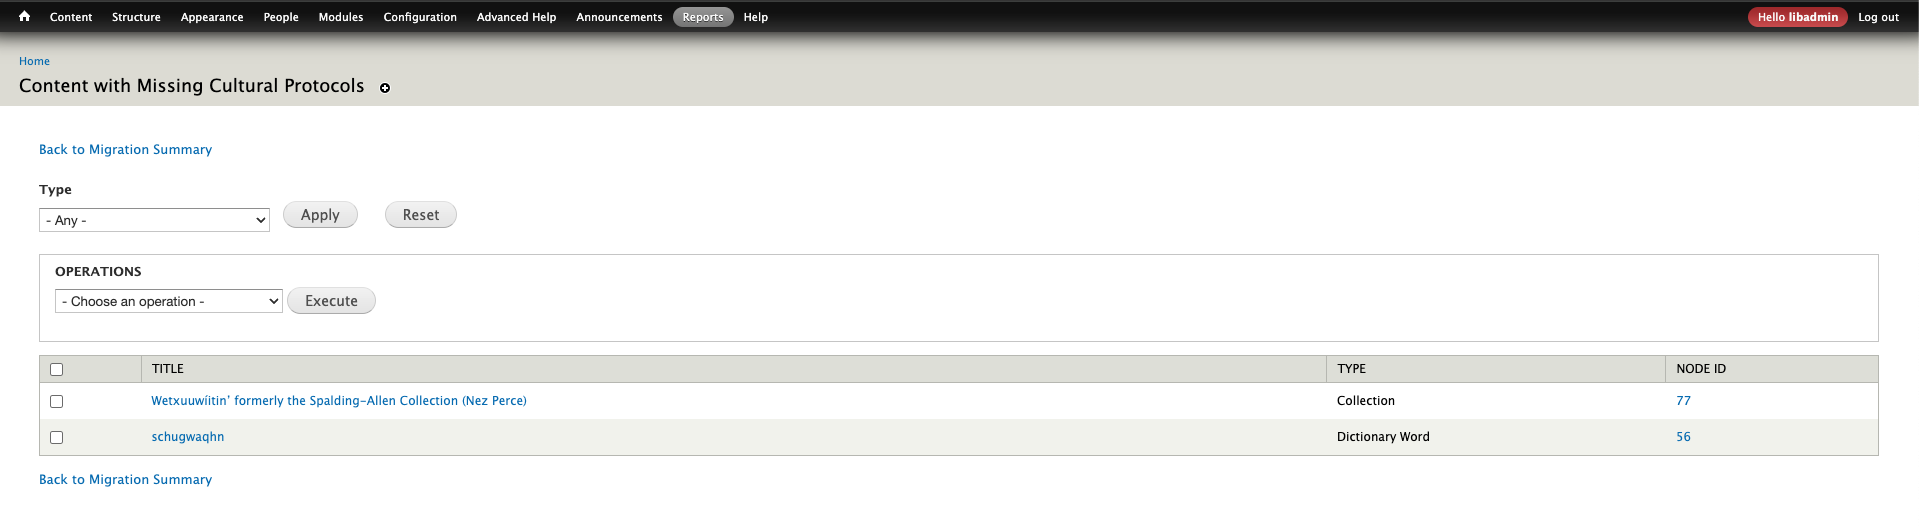 Content Structure Appearance People Modules Configuration Advanced Help Announcements Reports Help Hello libadmin Log out
Home
Content with Missing Cultural Protocols
Back to Migration Summary
Type
- Any - Apply Reset
OPERATIONS
- Choose an operation - Execute
TITLE TYPE NODE ID
Wetxuuwíitin' formerly the Spalding-Allen Collection (Nez Perce) Collection 77
schugwaqhn Dictionary Word 56
Back to Migration Summary